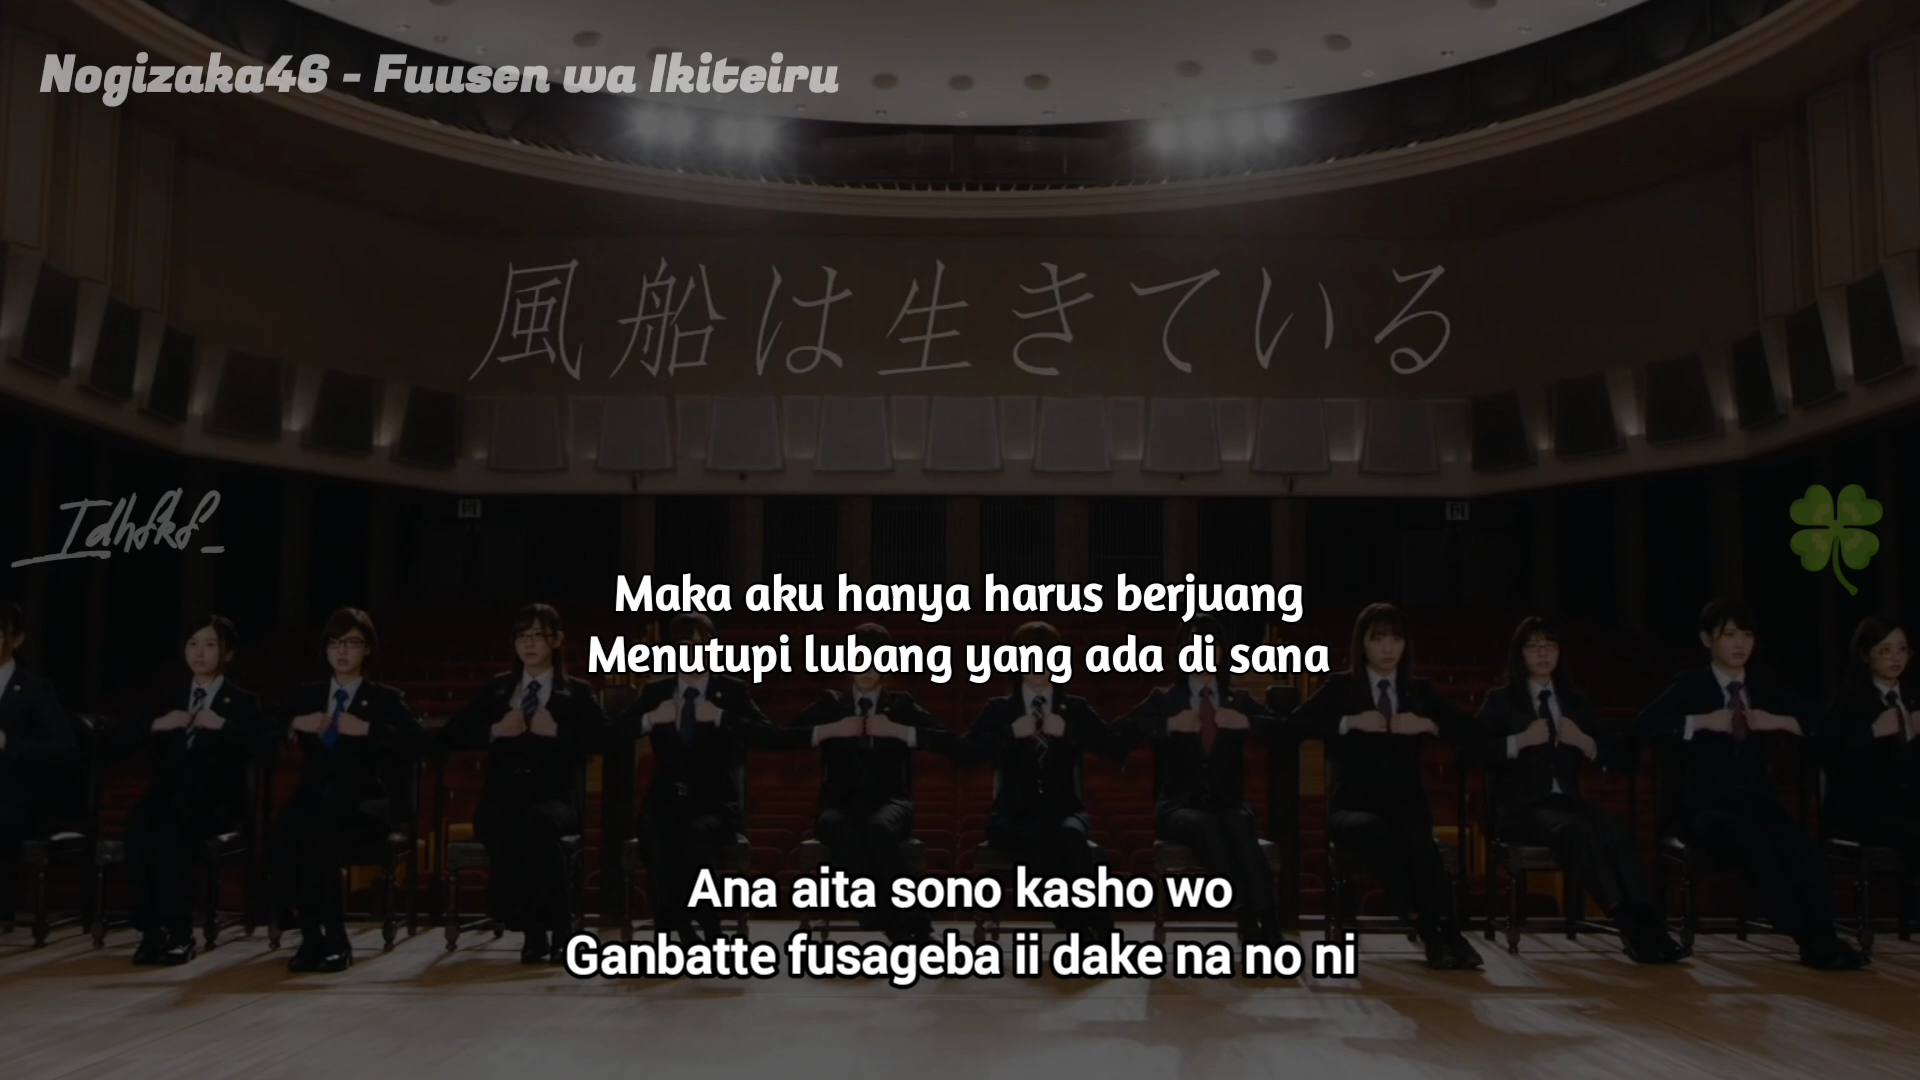 Nogizaka46 - Fuusen wa Ikiteiru
風船は生きている
Idhsks_
Maka aku hanya harus berjuang
Menutupi lubang yang ada di sana
Ana aita sono kasho wo
Ganbatte fusageba ii dake na no ni